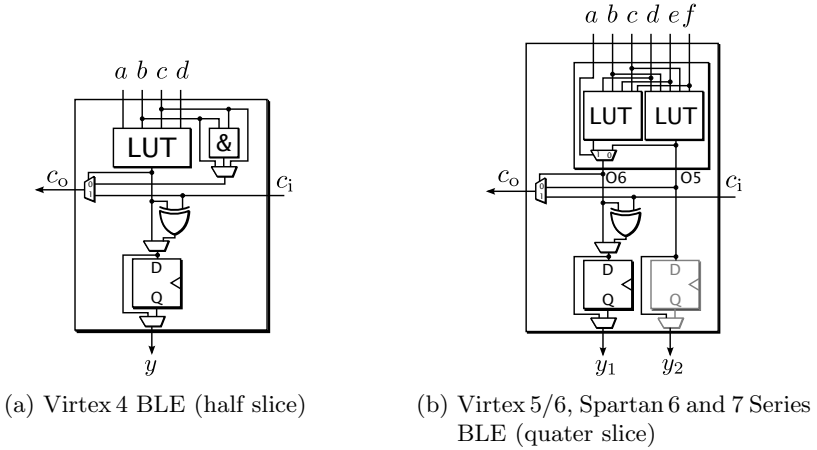 a b c d
LUT
&
c_o
0
1
c_i
D
Q
y
(a) Virtex 4 BLE (half slice)
a b c d e f
LUT LUT
1 0
O6 O5
c_o
0
1
c_i
D D
Q Q
y_1 y_2
(b) Virtex 5/6, Spartan 6 and 7 Series
BLE (quater slice)